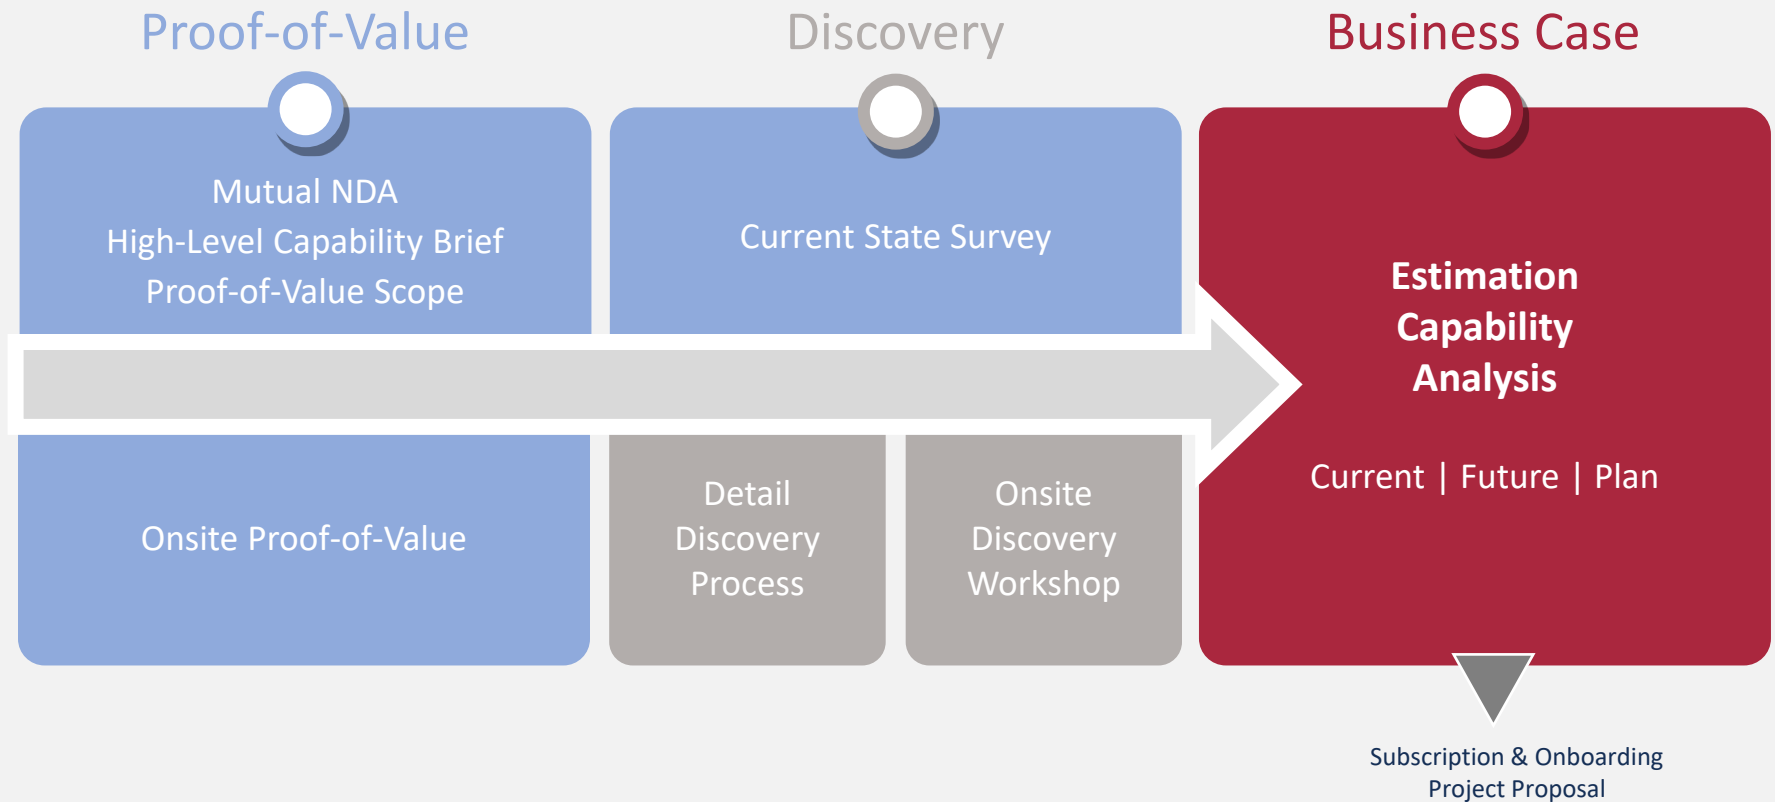 Proof-of-Value
Discovery
Business Case
Mutual NDA
High-Level Capability Brief
Proof-of-Value Scope
Current State Survey
Estimation
Capability
Analysis
Current | Future | Plan
Onsite Proof-of-Value
Detail
Discovery
Process
Onsite
Discovery
Workshop
Subscription & Onboarding
Project Proposal